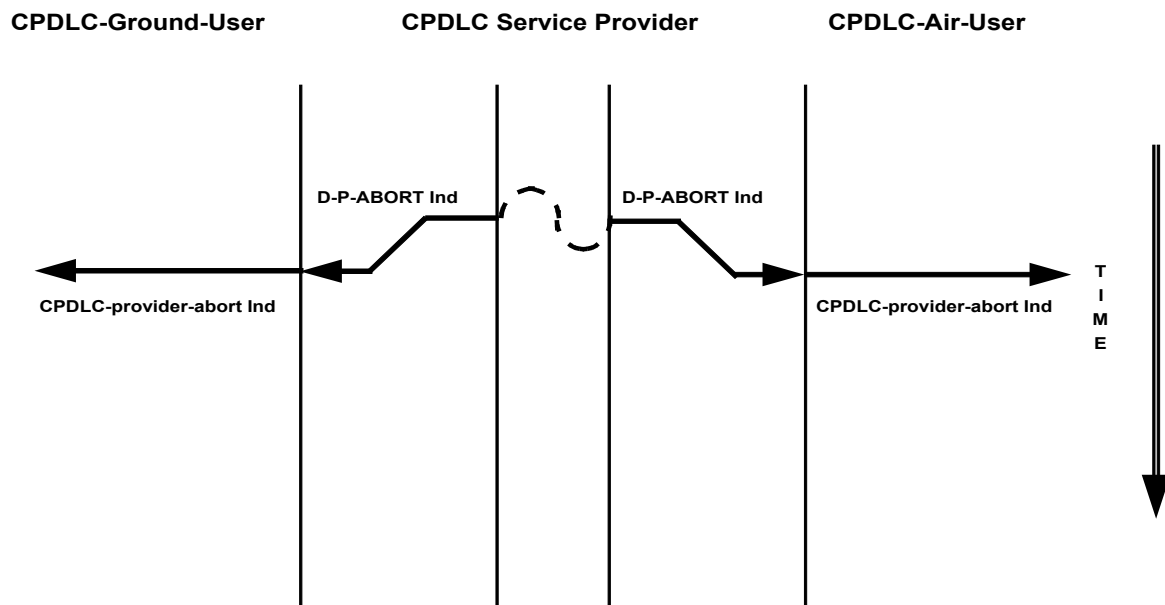 CPDLC-Ground-User
CPDLC Service Provider
CPDLC-Air-User
D-P-ABORT Ind
D-P-ABORT Ind
CPDLC-provider-abort Ind
CPDLC-provider-abort Ind
T
I
M
E